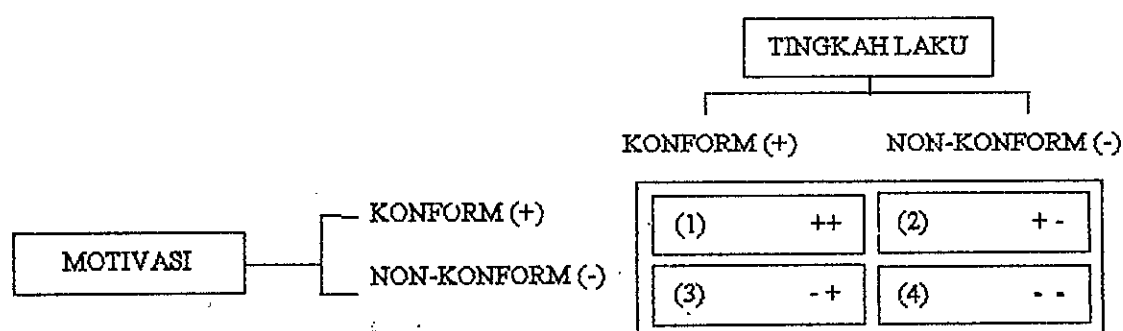 TINGKAH LAKU
KONFORM (+) NON-KONFORM (-)
KONFORM (+)
(1) ++ (2) + -
MOTIVASI
NON-KONFORM (-)
(3) - + (4) - -